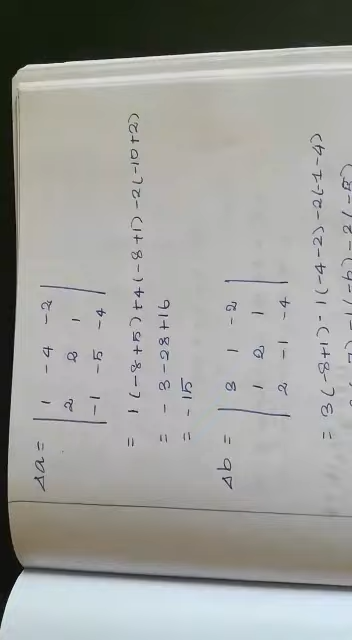 Δa = | 1 -4 -2 |
| 2 2 1 |
| -1 -5 -4 |
= 1(-8+5)+4(-8+1)-2(-10+2)
= -3-28+16
= -15
Δb = | 3 1 -2 |
| 1 2 1 |
| 2 -1 -4 |
= 3(-8+1)-1(-4-2)-2(-1-4)